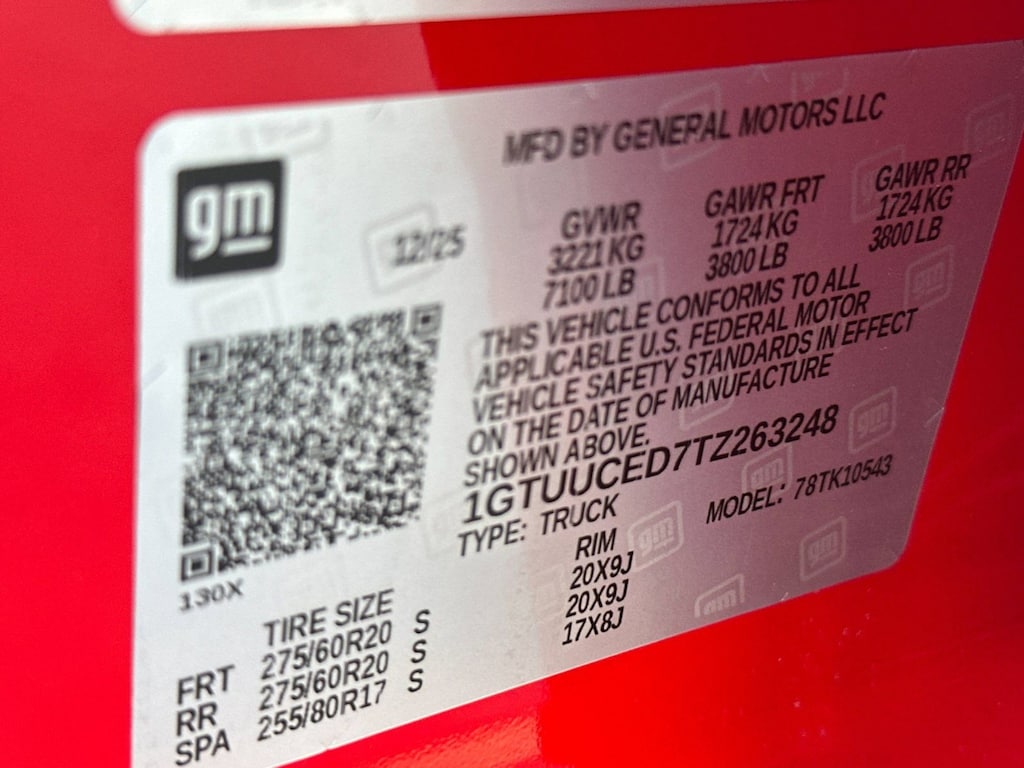 MFD BY GENERAL MOTORS LLC
gm
12/25
GVWR GAWR FRT GAWR RR
3221 KG 1724 KG 1724 KG
7100 LB 3800 LB 3800 LB
THIS VEHICLE CONFORMS TO ALL
APPLICABLE U.S. FEDERAL MOTOR
VEHICLE SAFETY STANDARDS IN EFFECT
ON THE DATE OF MANUFACTURE
SHOWN ABOVE.
1GTUUCED7TZ263248
TYPE: TRUCK MODEL: 78TK10543
130X
TIRE SIZE RIM
FRT 275/60R20 S 20X9J
RR 275/60R20 S 20X9J
SPA 255/80R17 S 17X8J